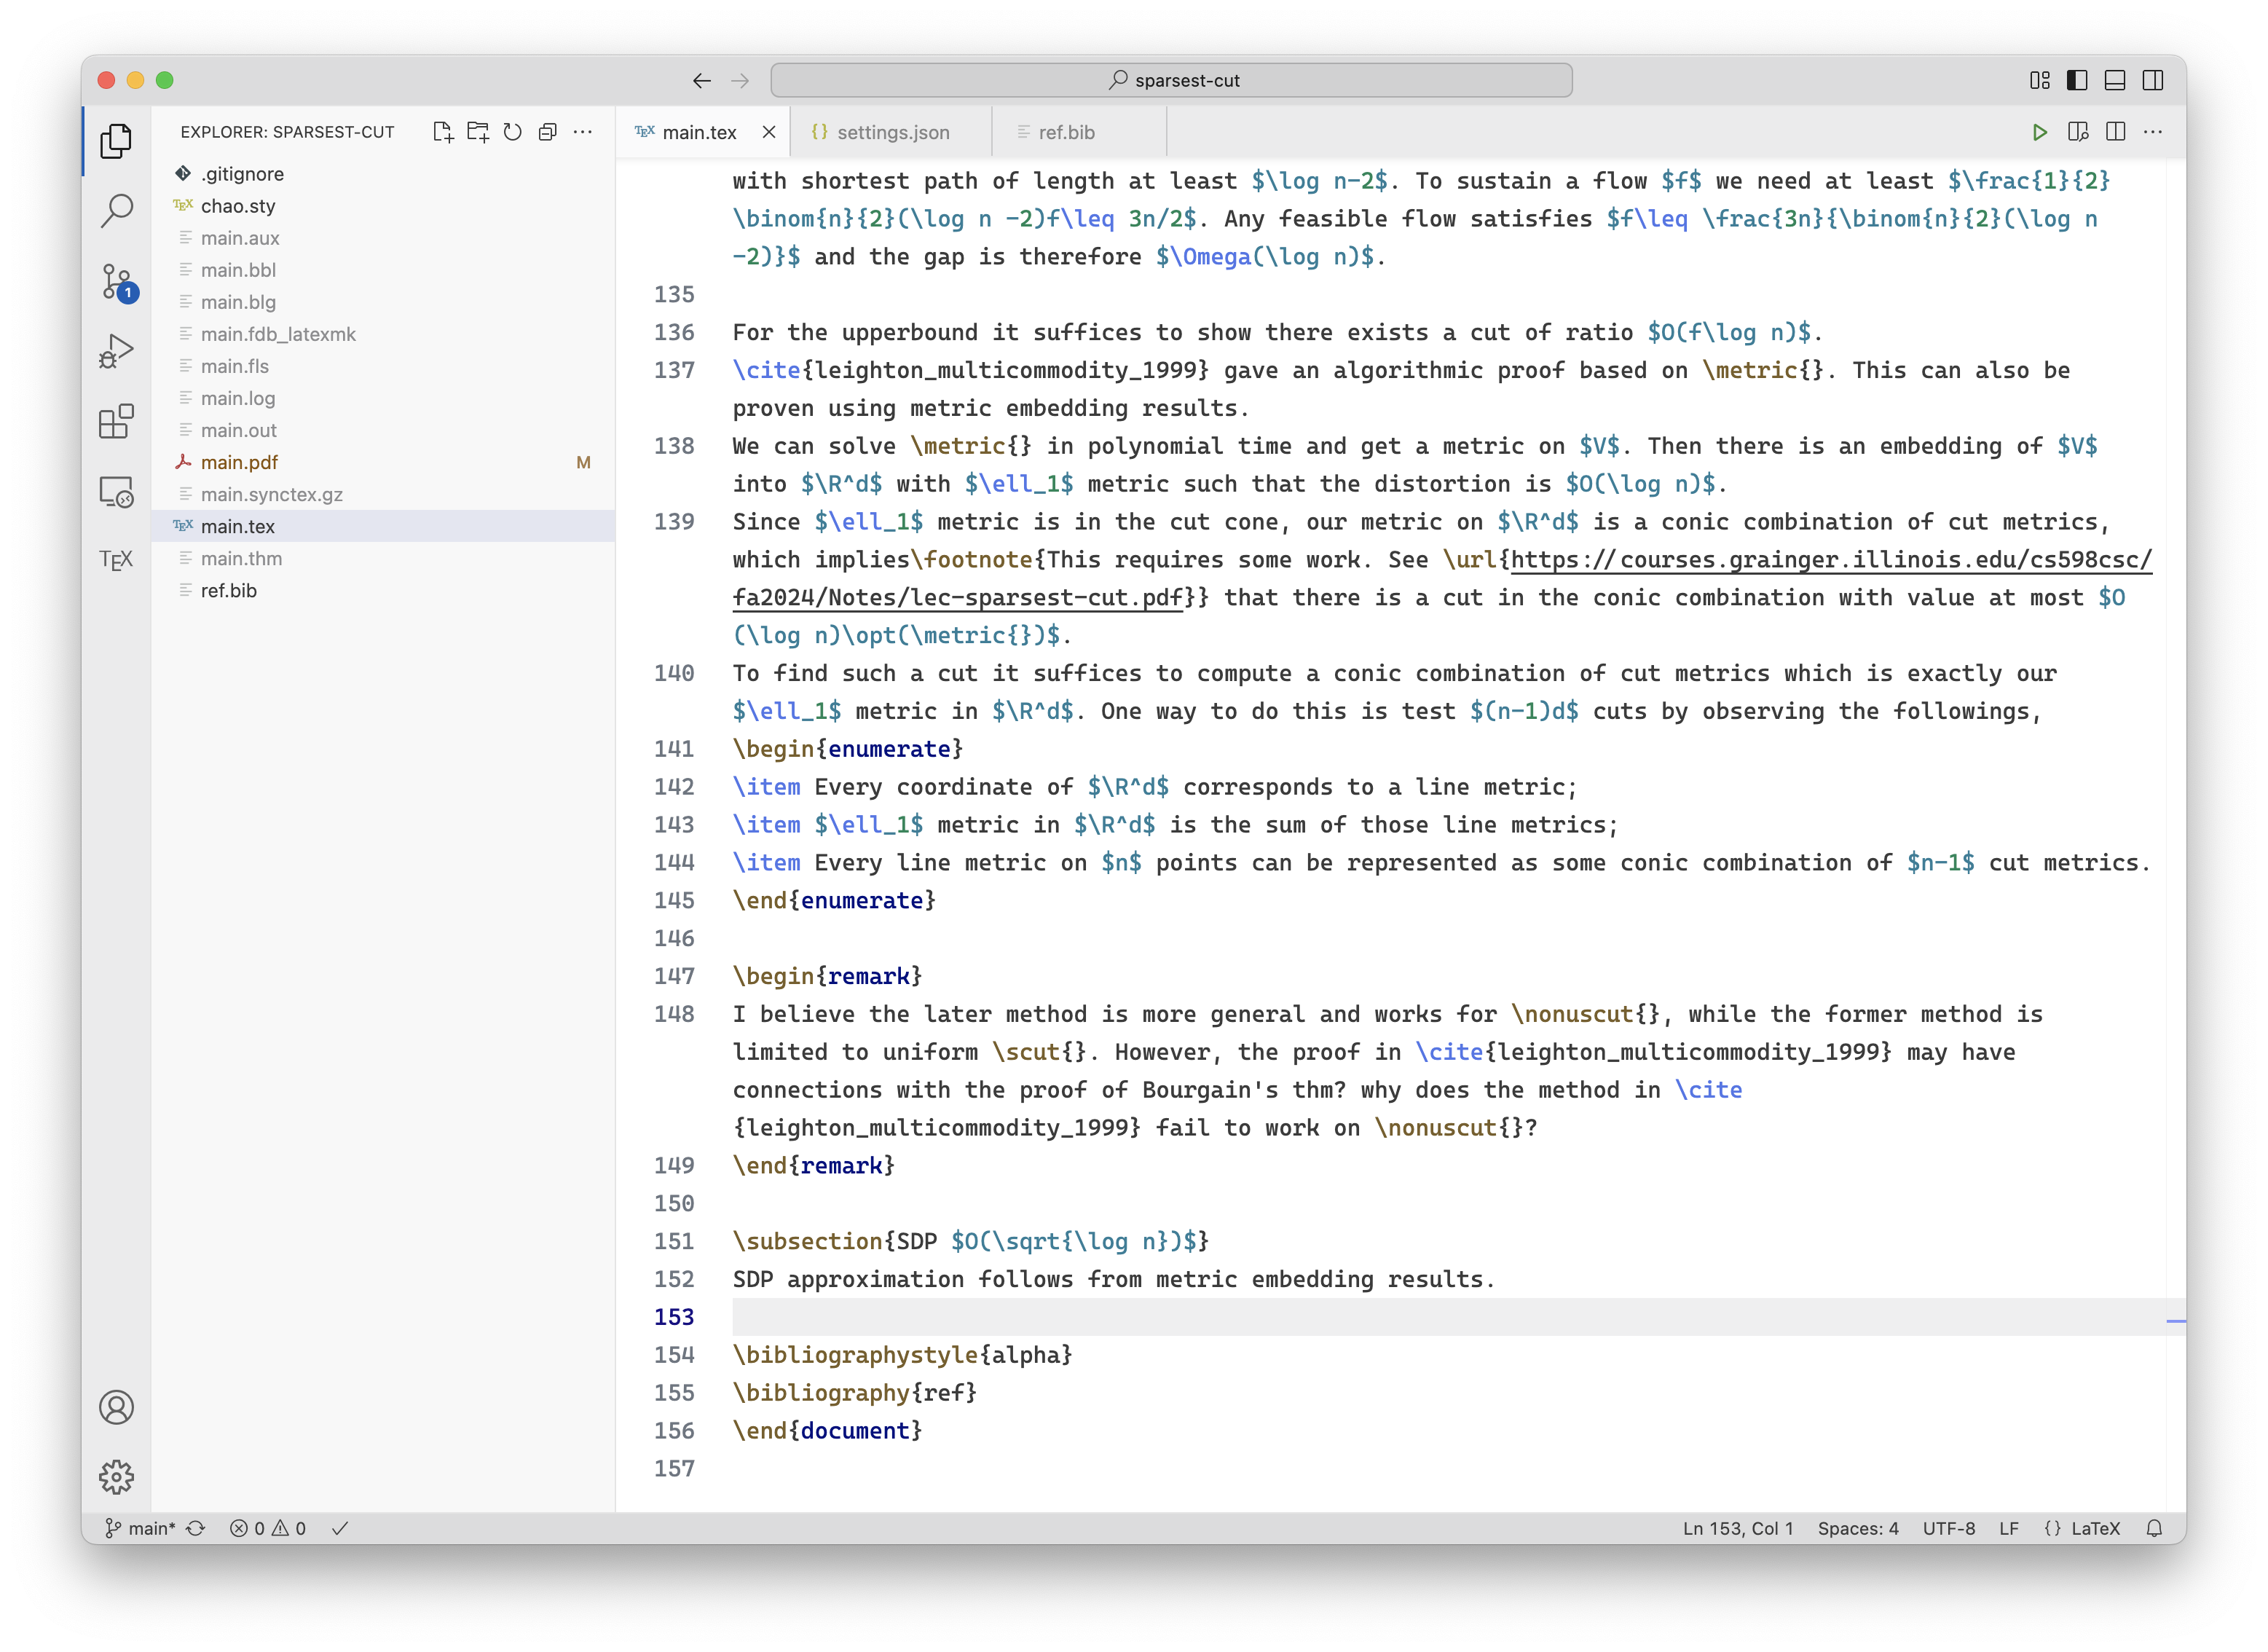 sparsest-cut
EXPLORER: SPARSEST-CUT
.gitignore
TEX chao.sty
main.aux
main.bbl
main.blg
main.fdb_latexmk
main.fls
main.log
main.out
main.pdf M
main.synctex.gz
TEX main.tex
main.thm
ref.bib
1
TEX
TEX main.tex
{} settings.json
ref.bib
with shortest path of length at least $\log n-2$. To sustain a flow $f$ we need at least $\frac{1}{2}
\binom{n}{2}(\log n -2)f\leq 3n/2$. Any feasible flow satisfies $f\leq \frac{3n}{\binom{n}{2}(\log n
-2)}$ and the gap is therefore $\Omega(\log n)$.
135
136 For the upperbound it suffices to show there exists a cut of ratio $O(f\log n)$.
137 \cite{leighton_multicommodity_1999} gave an algorithmic proof based on \metric{}. This can also be
proven using metric embedding results.
138 We can solve \metric{} in polynomial time and get a metric on $V$. Then there is an embedding of $V$
into $\R^d$ with $\ell_1$ metric such that the distortion is $O(\log n)$.
139 Since $\ell_1$ metric is in the cut cone, our metric on $\R^d$ is a conic combination of cut metrics,
which implies\footnote{This requires some work. See \url{https://courses.grainger.illinois.edu/cs598csc/
fa2024/Notes/lec-sparsest-cut.pdf}} that there is a cut in the conic combination with value at most $O
(\log n)\opt(\metric{})$.
140 To find such a cut it suffices to compute a conic combination of cut metrics which is exactly our
$\ell_1$ metric in $\R^d$. One way to do this is test $(n-1)d$ cuts by observing the followings,
141 \begin{enumerate}
142 \item Every coordinate of $\R^d$ corresponds to a line metric;
143 \item $\ell_1$ metric in $\R^d$ is the sum of those line metrics;
144 \item Every line metric on $n$ points can be represented as some conic combination of $n-1$ cut metrics.
145 \end{enumerate}
146
147 \begin{remark}
148 I believe the later method is more general and works for \nonuscut{}, while the former method is
limited to uniform \scut{}. However, the proof in \cite{leighton_multicommodity_1999} may have
connections with the proof of Bourgain's thm? why does the method in \cite
{leighton_multicommodity_1999} fail to work on \nonuscut{}?
149 \end{remark}
150
151 \subsection{SDP $O(\sqrt{\log n})$}
152 SDP approximation follows from metric embedding results.
153
154 \bibliographystyle{alpha}
155 \bibliography{ref}
156 \end{document}
157
main* 0 0
Ln 153, Col 1 Spaces: 4 UTF-8 LF {} LaTeX